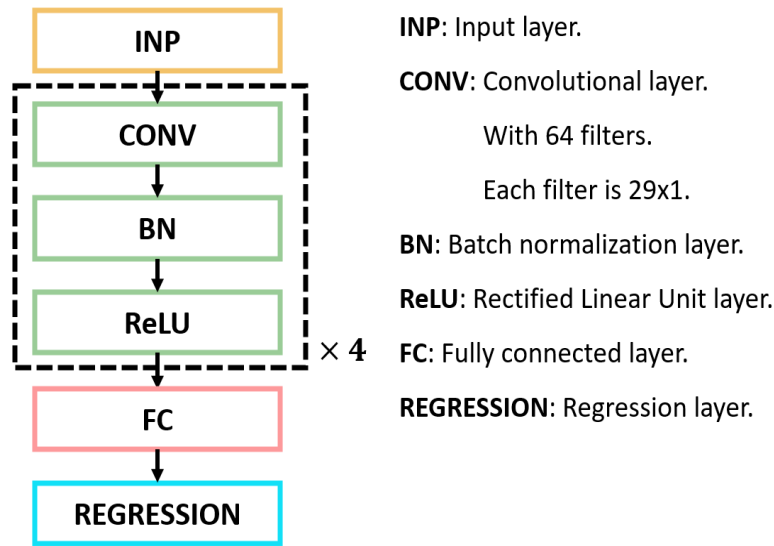 INP
CONV
BN
ReLU
× 4
FC
REGRESSION
INP: Input layer.
CONV: Convolutional layer.
With 64 filters.
Each filter is 29x1.
BN: Batch normalization layer.
ReLU: Rectified Linear Unit layer.
FC: Fully connected layer.
REGRESSION: Regression layer.